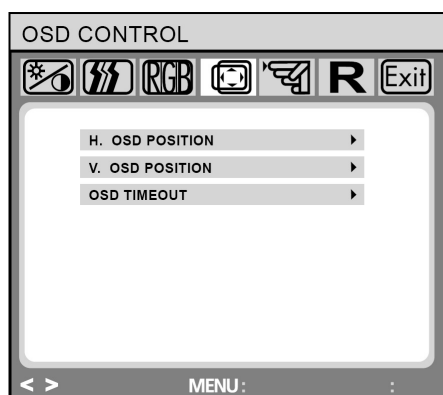 OSD CONTROL
RGB R Exit
H. OSD POSITION
V. OSD POSITION
OSD TIMEOUT
< > MENU: :